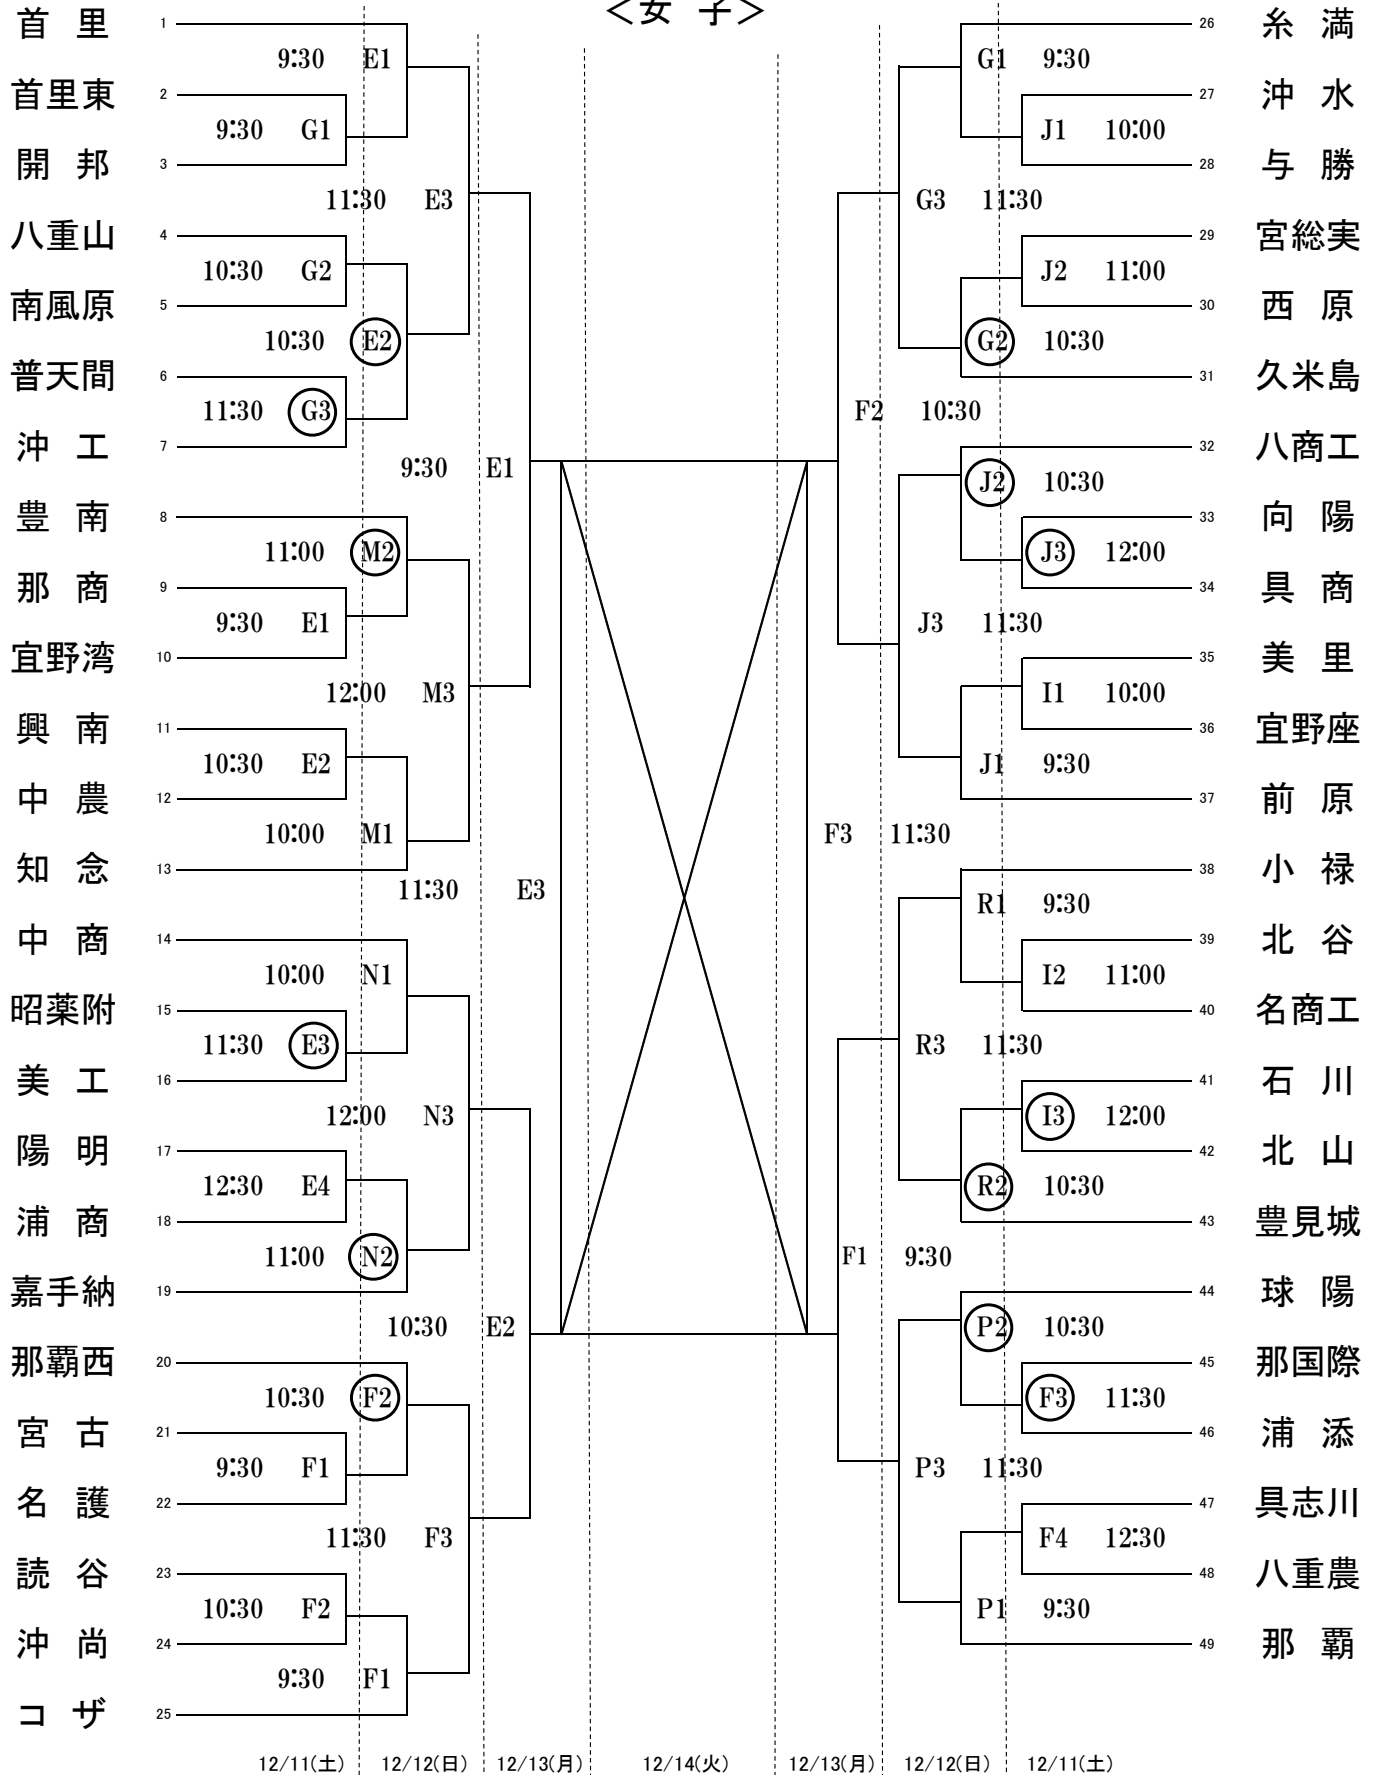 ＜女 子＞
首 里 1
9:30 E1
首里東 2
9:30 G1
開 邦 3
11:30 E3
八重山 4
10:30 G2
南風原 5
10:30 E2
普天間 6
11:30 G3
沖 工 7
9:30 E1
豊 南 8
11:00 M2
那 商 9
9:30 E1
宜野湾 10
12:00 M3
興 南 11
10:30 E2
中 農 12
10:00 M1
知 念 13
11:30 E3
中 商 14
10:00 N1
昭薬附 15
11:30 E3
美 工 16
12:00 N3
陽 明 17
12:30 E4
浦 商 18
11:00 N2
嘉手納 19
10:30 E2
那覇西 20
10:30 F2
宮 古 21
9:30 F1
名 護 22
11:30 F3
読 谷 23
10:30 F2
沖 尚 24
9:30 F1
コ ザ 25
26 糸 満
G1 9:30
27 沖 水
J1 10:00
28 与 勝
G3 11:30
29 宮総実
J2 11:00
30 西 原
G2 10:30
31 久米島
F2 10:30
32 八商工
J2 10:30
33 向 陽
J3 12:00
34 具 商
J3 11:30
35 美 里
I1 10:00
36 宜野座
J1 9:30
37 前 原
F3 11:30
38 小 禄
R1 9:30
39 北 谷
I2 11:00
40 名商工
R3 11:30
41 石 川
I3 12:00
42 北 山
R2 10:30
43 豊見城
F1 9:30
44 球 陽
P2 10:30
45 那国際
F3 11:30
46 浦 添
P3 11:30
47 具志川
F4 12:30
48 八重農
P1 9:30
49 那 覇
12/11(土) 12/12(日) 12/13(月) 12/14(火) 12/13(月) 12/12(日) 12/11(土)